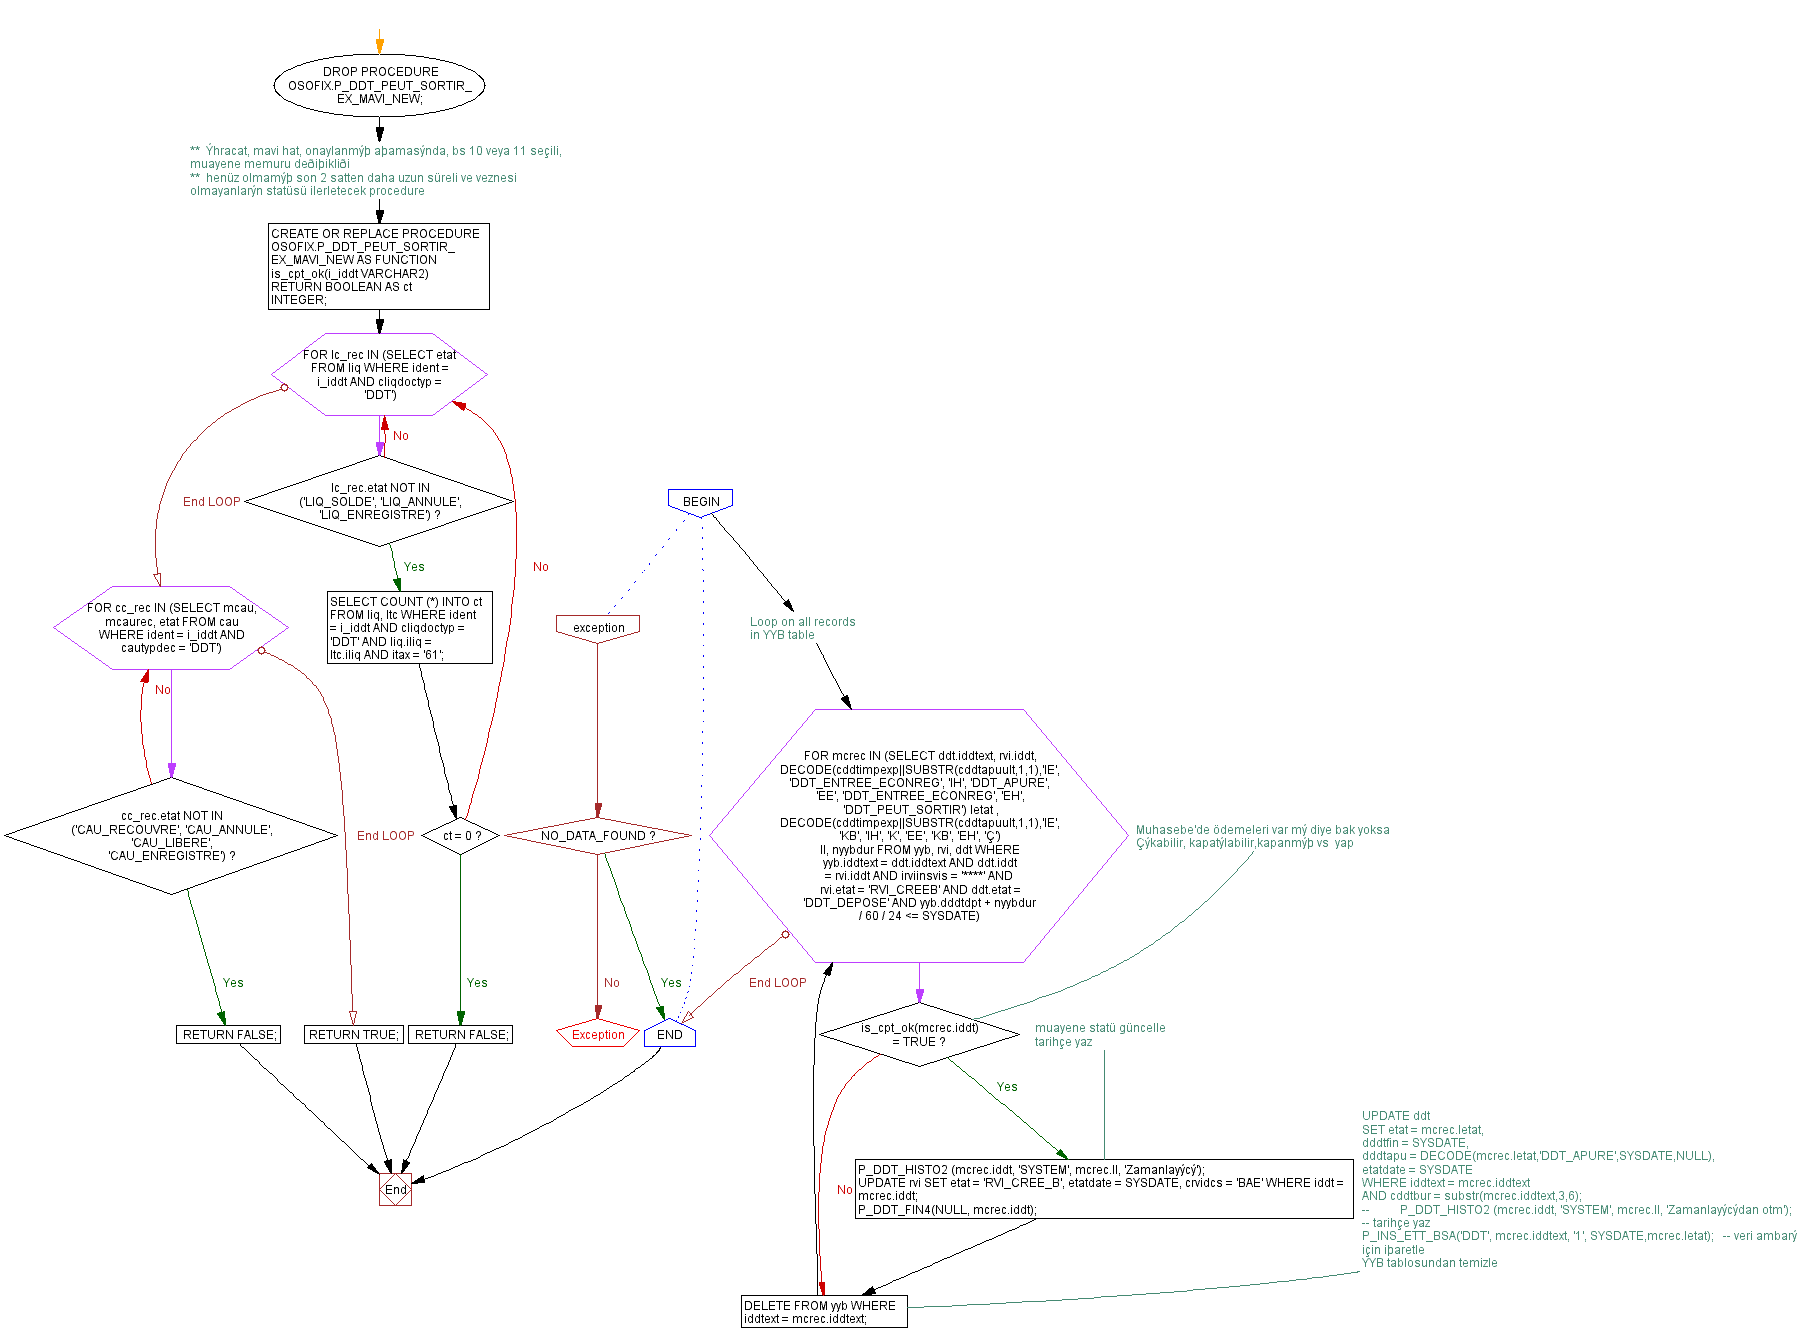 DROP PROCEDURE
OSOFIX.P_DDT_PEUT_SORTIR_
EX_MAVI_NEW;
** Ýhracat, mavi hat, onaylanmýþ aþamasýnda, bs 10 veya 11 seçili,
muayene memuru deðiþikliði
** henüz olmamýþ son 2 satten daha uzun süreli ve veznesi
olmayanlarýn statüsü ilerletecek procedure
CREATE OR REPLACE PROCEDURE
OSOFIX.P_DDT_PEUT_SORTIR_
EX_MAVI_NEW AS FUNCTION
is_cpt_ok(i_iddt VARCHAR2)
RETURN BOOLEAN AS ct
INTEGER;
FOR lc_rec IN (SELECT etat
FROM liq WHERE ident =
i_iddt AND cliqdoctyp =
'DDT')
No
lc_rec.etat NOT IN
('LIQ_SOLDE', 'LIQ_ANNULE',
'LIQ_ENREGISTRE') ?
End LOOP
Yes
No
SELECT COUNT (*) INTO ct
FROM liq, ltc WHERE ident
= i_iddt AND cliqdoctyp =
'DDT' AND liq.iliq =
ltc.iliq AND itax = '61';
FOR cc_rec IN (SELECT mcau,
mcaurec, etat FROM cau
WHERE ident = i_iddt AND
cautypdec = 'DDT')
No
cc_rec.etat NOT IN
('CAU_RECOUVRE', 'CAU_ANNULE',
'CAU_LIBERE',
'CAU_ENREGISTRE') ?
End LOOP
ct = 0 ?
Yes
Yes
RETURN FALSE;
RETURN TRUE;
RETURN FALSE;
End
BEGIN
exception
NO_DATA_FOUND ?
No
Yes
Exception
END
Loop on all records
in YYB table
FOR mcrec IN (SELECT ddt.iddtext, rvi.iddt,
DECODE(cddtimpexp||SUBSTR(cddtapuult,1,1),'IE',
'DDT_ENTREE_ECONREG', 'IH', 'DDT_APURE',
'EE', 'DDT_ENTREE_ECONREG', 'EH',
'DDT_PEUT_SORTIR') letat ,
DECODE(cddtimpexp||SUBSTR(cddtapuult,1,1),'IE',
'KB', 'IH', 'K', 'EE', 'KB', 'EH', 'Ç')
ll, nyybdur FROM yyb, rvi, ddt WHERE
yyb.iddtext = ddt.iddtext AND ddt.iddt
= rvi.iddt AND irviinsvis = '****' AND
rvi.etat = 'RVI_CREEB' AND ddt.etat =
'DDT_DEPOSE' AND yyb.dddtdpt + nyybdur
/ 60 / 24 <= SYSDATE)
Muhasebe'de ödemeleri var mý diye bak yoksa
Çýkabilir, kapatýlabilir,kapanmýþ vs yap
End LOOP
is_cpt_ok(mcrec.iddt)
= TRUE ?
muayene statü güncelle
tarihçe yaz
Yes
No
P_DDT_HISTO2 (mcrec.iddt, 'SYSTEM', mcrec.ll, 'Zamanlayýcý');
UPDATE rvi SET etat = 'RVI_CREE_B', etatdate = SYSDATE, crvidcs = 'BAE' WHERE iddt =
mcrec.iddt;
P_DDT_FIN4(NULL, mcrec.iddt);
UPDATE ddt
SET etat = mcrec.letat,
dddtfin = SYSDATE,
dddtapu = DECODE(mcrec.letat,'DDT_APURE',SYSDATE,NULL),
etatdate = SYSDATE
WHERE iddtext = mcrec.iddtext
AND cddtbur = substr(mcrec.iddtext,3,6);
-- P_DDT_HISTO2 (mcrec.iddt, 'SYSTEM', mcrec.ll, 'Zamanlayýcýdan otm');
-- tarihçe yaz
P_INS_ETT_BSA('DDT', mcrec.iddtext, '1', SYSDATE,mcrec.letat); -- veri ambarý
için iþaretle
YYB tablosundan temizle
DELETE FROM yyb WHERE
iddtext = mcrec.iddtext;